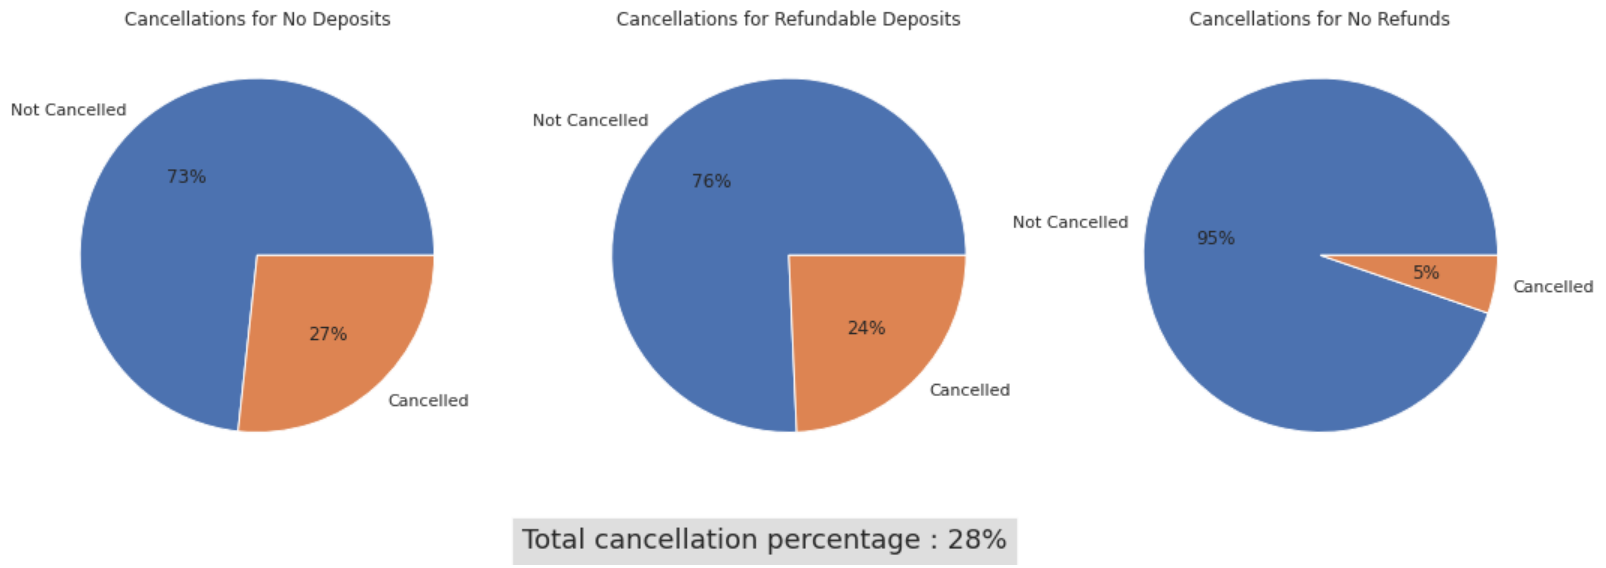 Cancellations for No Deposits
Not Cancelled
73%
27%
Cancelled
Cancellations for Refundable Deposits
Not Cancelled
76%
24%
Cancelled
Cancellations for No Refunds
Not Cancelled
95%
5%
Cancelled
Total cancellation percentage : 28%